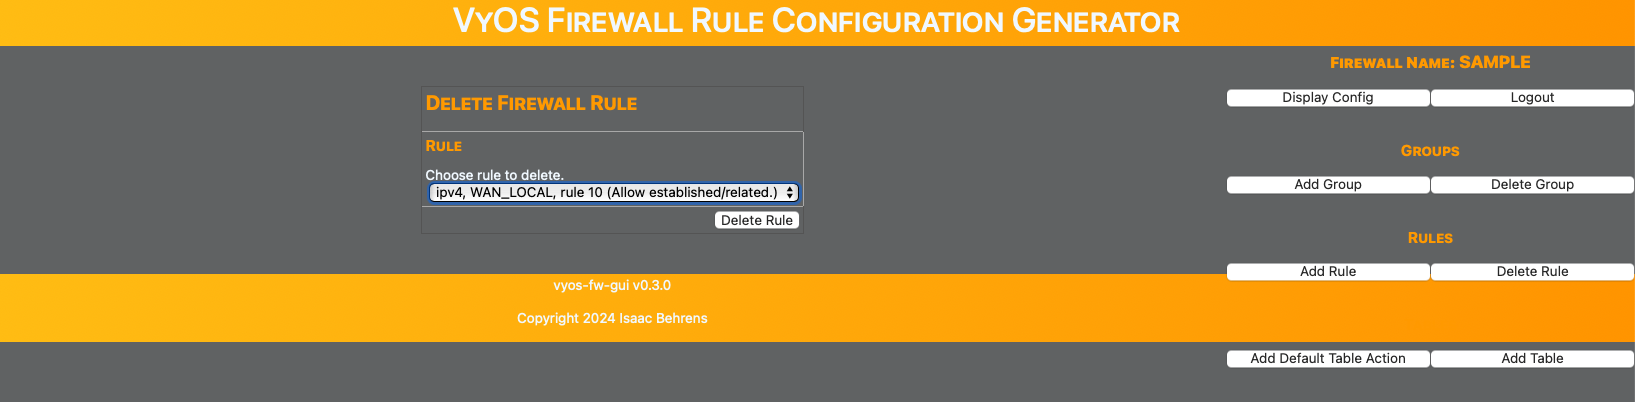 VyOS Firewall Rule Configuration Generator
Firewall Name: SAMPLE
Display Config
Logout
Delete Firewall Rule
Rule
Choose rule to delete.
ipv4, WAN_LOCAL, rule 10 (Allow established/related.)
Delete Rule
Groups
Add Group
Delete Group
Rules
Add Rule
Delete Rule
Add Default Table Action
Add Table
vyos-fw-gui v0.3.0
Copyright 2024 Isaac Behrens